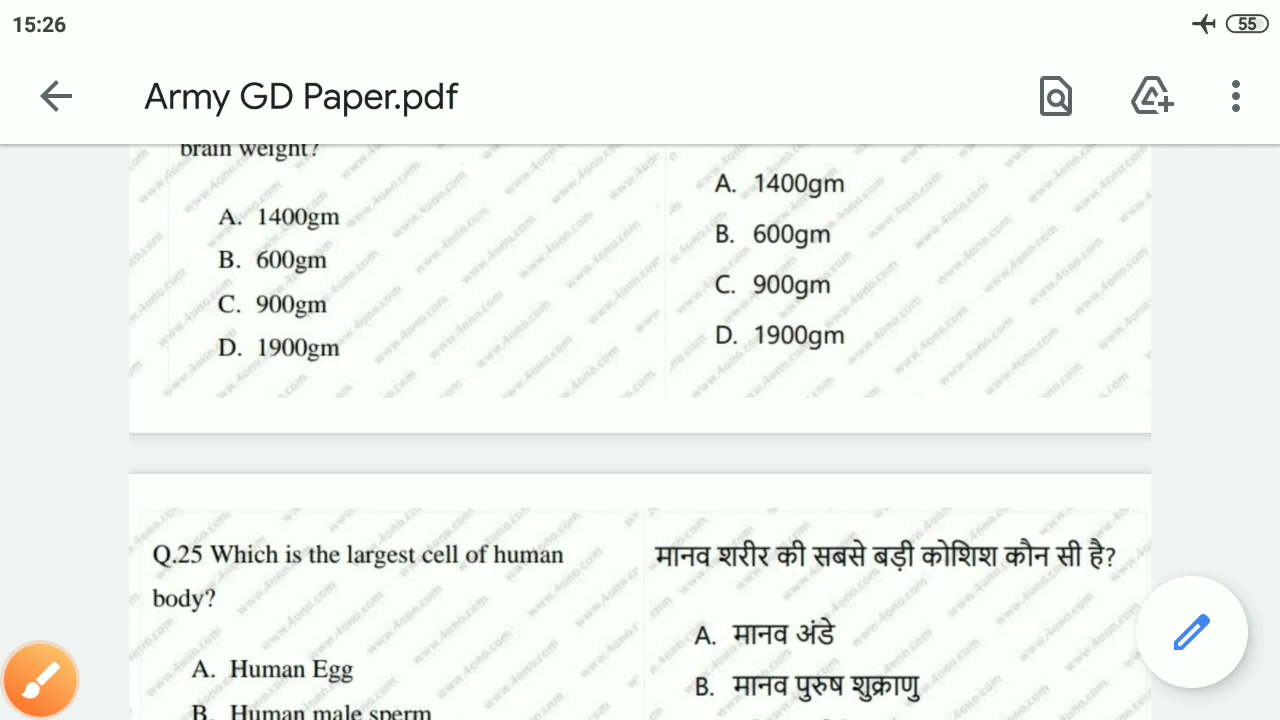 15:26
55
Army GD Paper.pdf
brain weight?
A. 1400gm
B. 600gm
C. 900gm
D. 1900gm
A. 1400gm
B. 600gm
C. 900gm
D. 1900gm
Q.25 Which is the largest cell of human
body?
A. Human Egg
B. Human male sperm
मानव शरीर की सबसे बड़ी कोशिश कौन सी है?
A. मानव अंडे
B. मानव पुरुष शुक्राणु